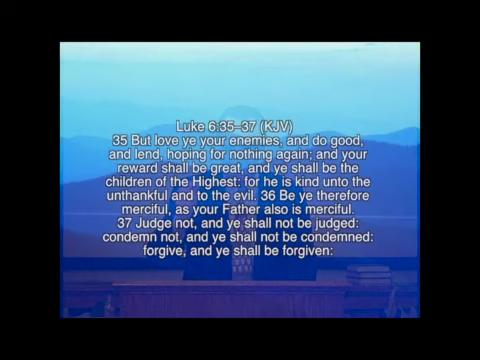 Luke 6:35–37 (KJV)
35 But love ye your enemies, and do good,
and lend, hoping for nothing again; and your
reward shall be great, and ye shall be the
children of the Highest: for he is kind unto the
unthankful and to the evil. 36 Be ye therefore
merciful, as your Father also is merciful.
37 Judge not, and ye shall not be judged:
condemn not, and ye shall not be condemned:
forgive, and ye shall be forgiven: